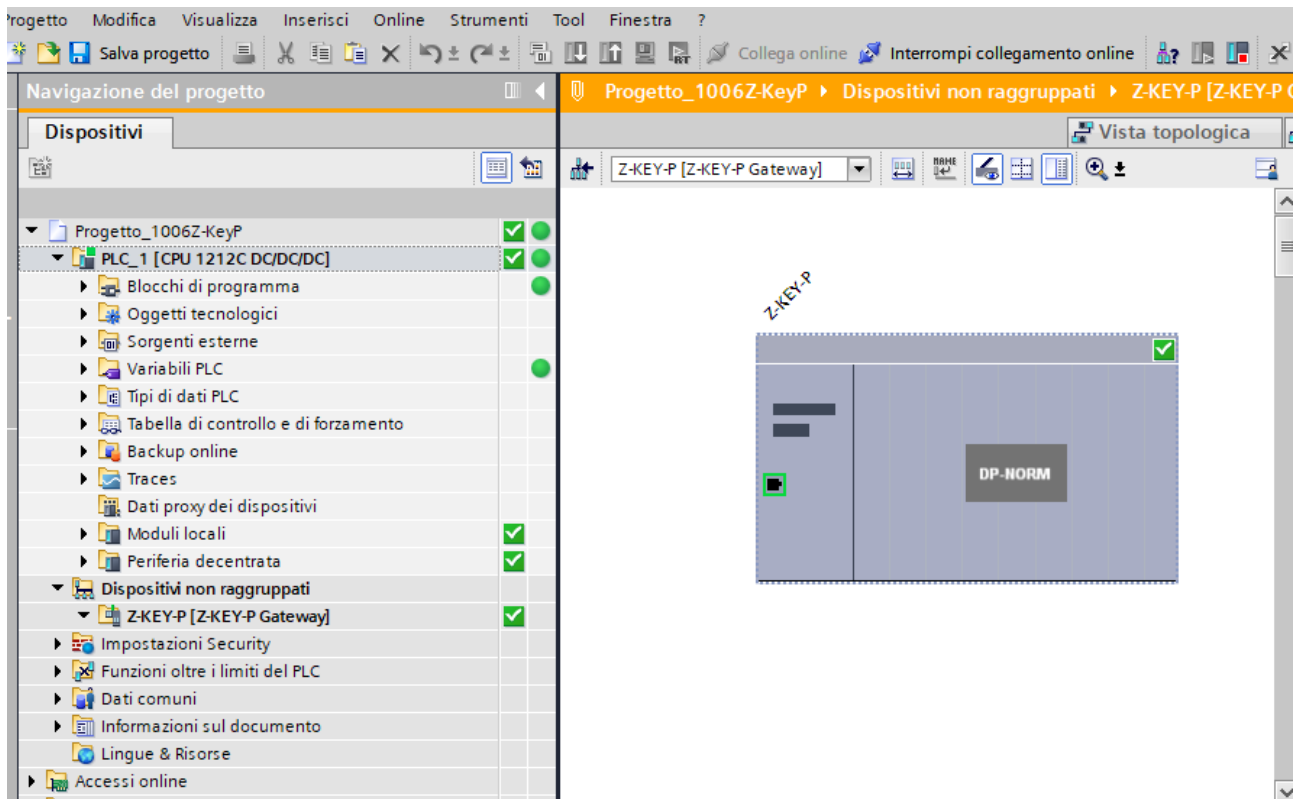 rogetto Modifica Visualizza Inserisci Online Strumenti Tool Finestra ?
Salva progetto RT Collega online Interrompi collegamento online
Navigazione del progetto
Progetto_1006Z-KeyP Dispositivi non raggruppati Z-KEY-P [Z-KEY-P
Dispositivi
Vista topologica
Z-KEY-P [Z-KEY-P Gateway] NAME
Progetto_1006Z-KeyP
PLC_1 [CPU 1212C DC/DC/DC]
Blocchi di programma
Oggetti tecnologici
Sorgenti esterne
Variabili PLC
Tipi di dati PLC
Tabella di controllo e di forzamento
Backup online
Traces
Dati proxy dei dispositivi
Moduli locali
Periferia decentrata
Dispositivi non raggruppati
Z-KEY-P [Z-KEY-P Gateway]
Impostazioni Security
Funzioni oltre i limiti del PLC
Dati comuni
Informazioni sul documento
Lingue & Risorse
Accessi online
Z-KEY-P
DP-NORM